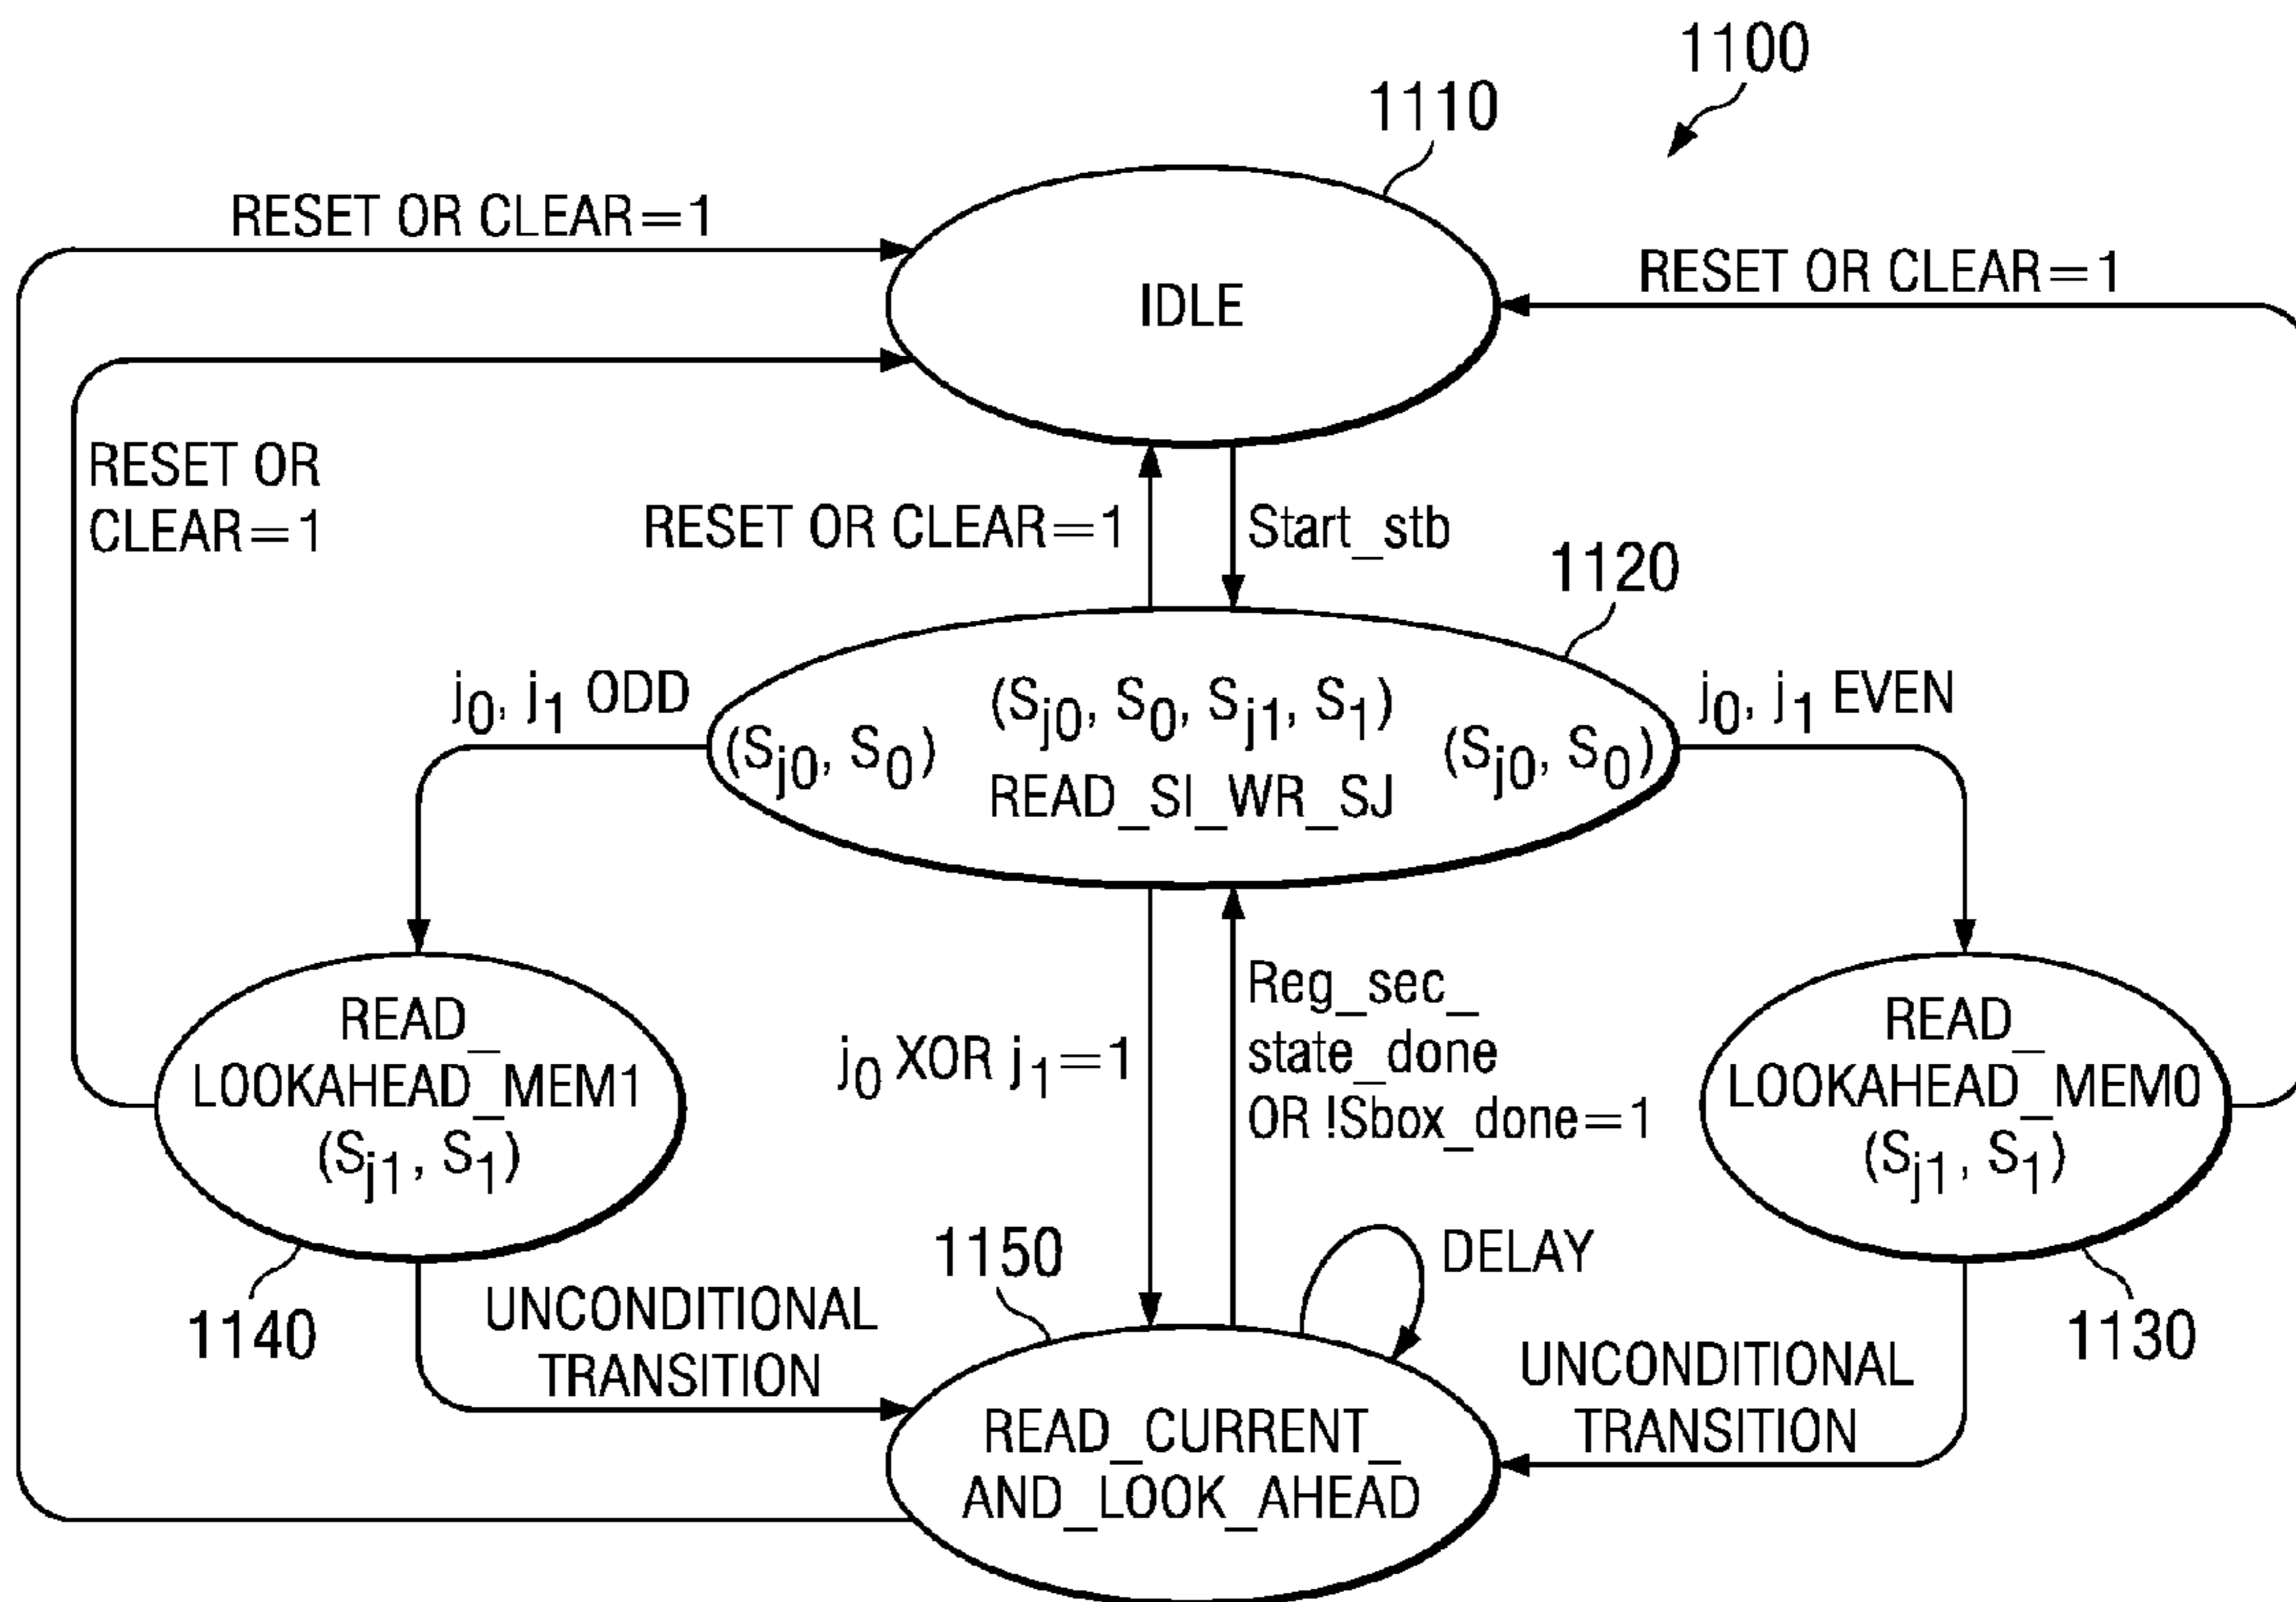 1100
1110
RESET OR CLEAR=1
RESET OR CLEAR=1
IDLE
RESET OR
CLEAR=1
RESET OR CLEAR=1
Start_stb
1120
j0, j1 ODD
(Sj0, S0, Sj1, S1)
j0, j1 EVEN
(Sj0, S0)
(Sj0, S0)
READ_SI_WR_SJ
READ_
LOOKAHEAD_MEM1
(Sj1, S1)
j0 XOR j1=1
Reg_sec_
state_done
OR !Sbox_done=1
READ_
LOOKAHEAD_MEM0
(Sj1, S1)
1140
UNCONDITIONAL
TRANSITION
1150
DELAY
1130
UNCONDITIONAL
TRANSITION
READ_CURRENT_
AND_LOOK_AHEAD